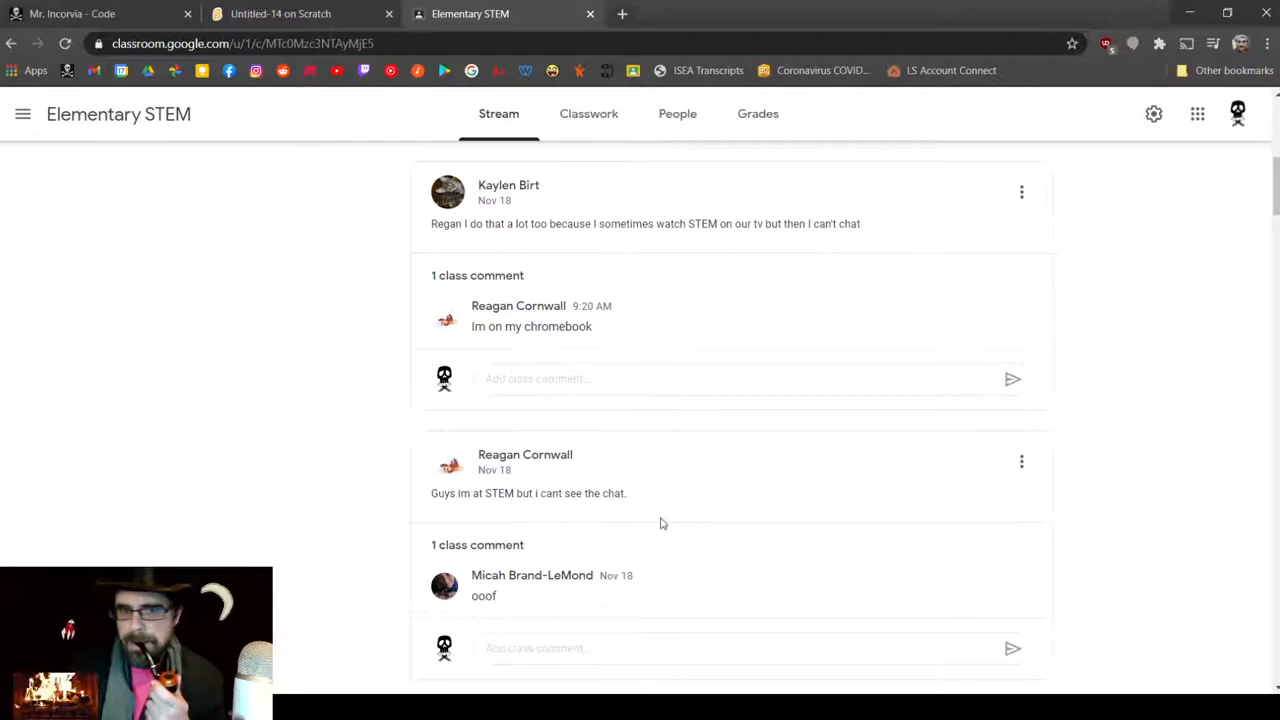 Mr. Incorvia - Code
Untitled-14 on Scratch
Elementary STEM
classroom.google.com/u/1/c/MTc0Mzc3NTAyMjE5
Apps
ISEA Transcripts
Coronavirus COVID...
LS Account Connect
Other bookmarks
Elementary STEM
Stream
Classwork
People
Grades
Kaylen Birt
Nov 18
Regan I do that a lot too because I sometimes watch STEM on our tv but then I can't chat
1 class comment
Reagan Cornwall 9:20 AM
Im on my chromebook
Add class comment...
Reagan Cornwall
Nov 18
Guys im at STEM but i cant see the chat.
1 class comment
Micah Brand-LeMond Nov 18
ooof
Add class comment...